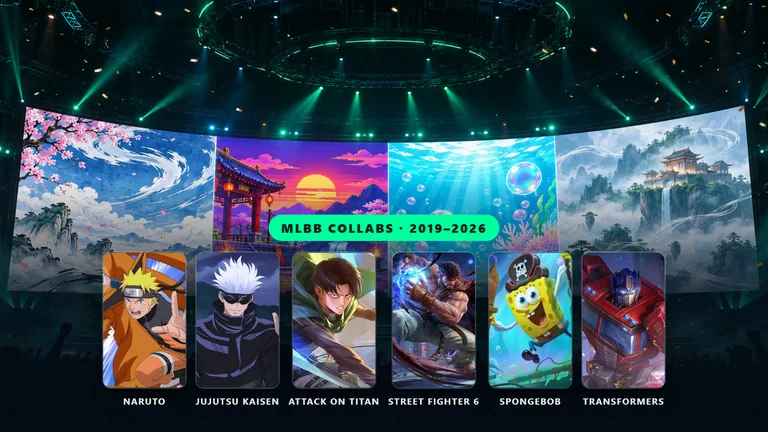 MLBB COLLABS · 2019–2026
NARUTO
JUJUTSU KAISEN
ATTACK ON TITAN
STREET FIGHTER 6
SPONGEBOB
TRANSFORMERS